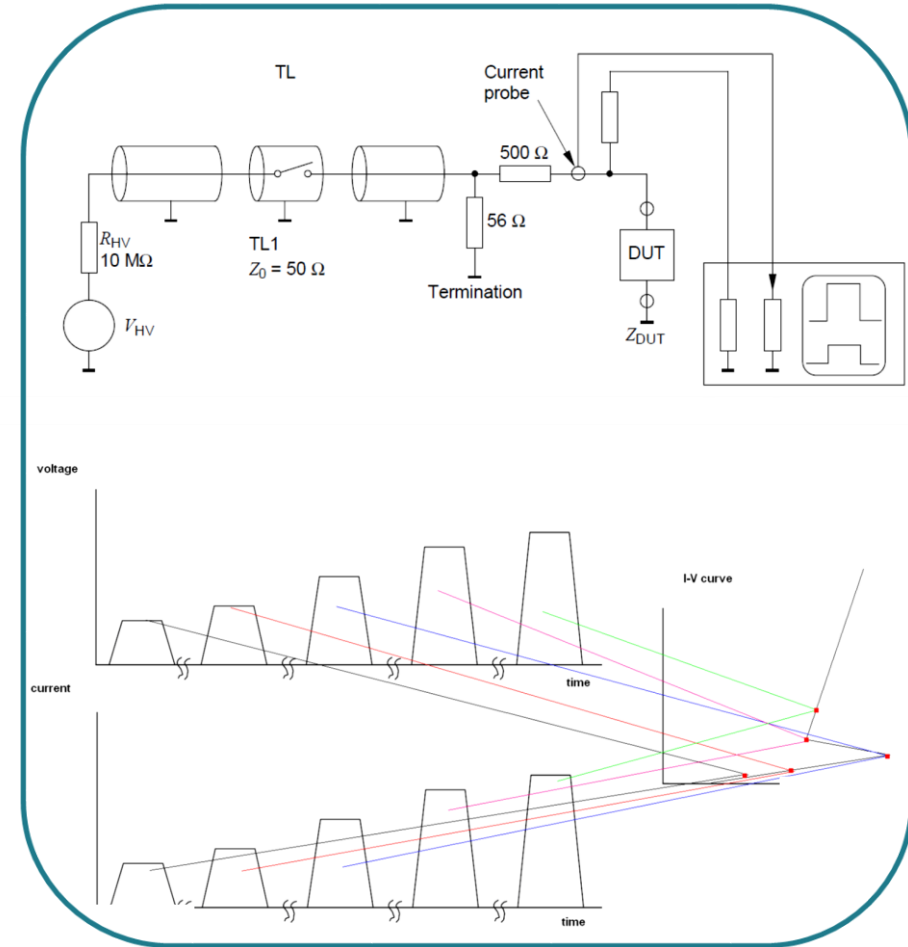 TL
Current
probe
500 Ω
R_HV
10 MΩ
TL1
Z_0 = 50 Ω
56 Ω
Termination
DUT
V_HV
Z_DUT
voltage
I-V curve
time
current
time